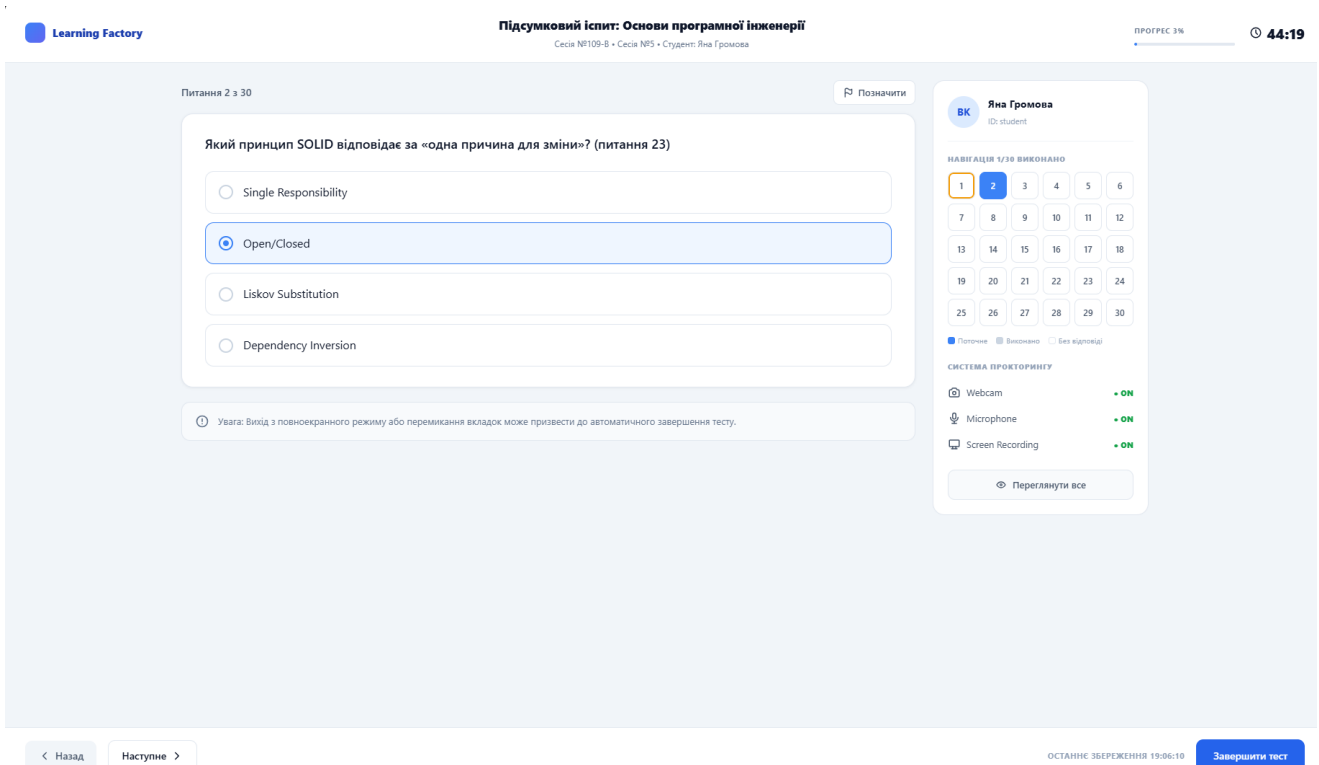 Learning Factory
Підсумковий іспит: Основи програмної інженерії
Сесія №109-B • Сесія №5 • Студент: Яна Громова
ПРОГРЕС 3%
44:19
Питання 2 з 30
Позначити
Який принцип SOLID відповідає за «одна причина для зміни»? (питання 23)
Single Responsibility
Open/Closed
Liskov Substitution
Dependency Inversion
Увага: Вихід з повноекранного режиму або перемикання вкладок може призвести до автоматичного завершення тесту.
ВК
Яна Громова
ID: student
НАВІГАЦІЯ 1/30 ВИКОНАНО
1 2 3 4 5 6
7 8 9 10 11 12
13 14 15 16 17 18
19 20 21 22 23 24
25 26 27 28 29 30
Поточне Виконано Без відповіді
СИСТЕМА ПРОКТОРИНГУ
Webcam • ON
Microphone • ON
Screen Recording • ON
Переглянути все
Назад
Наступне
ОСТАННЄ ЗБЕРЕЖЕННЯ 19:06:10
Завершити тест